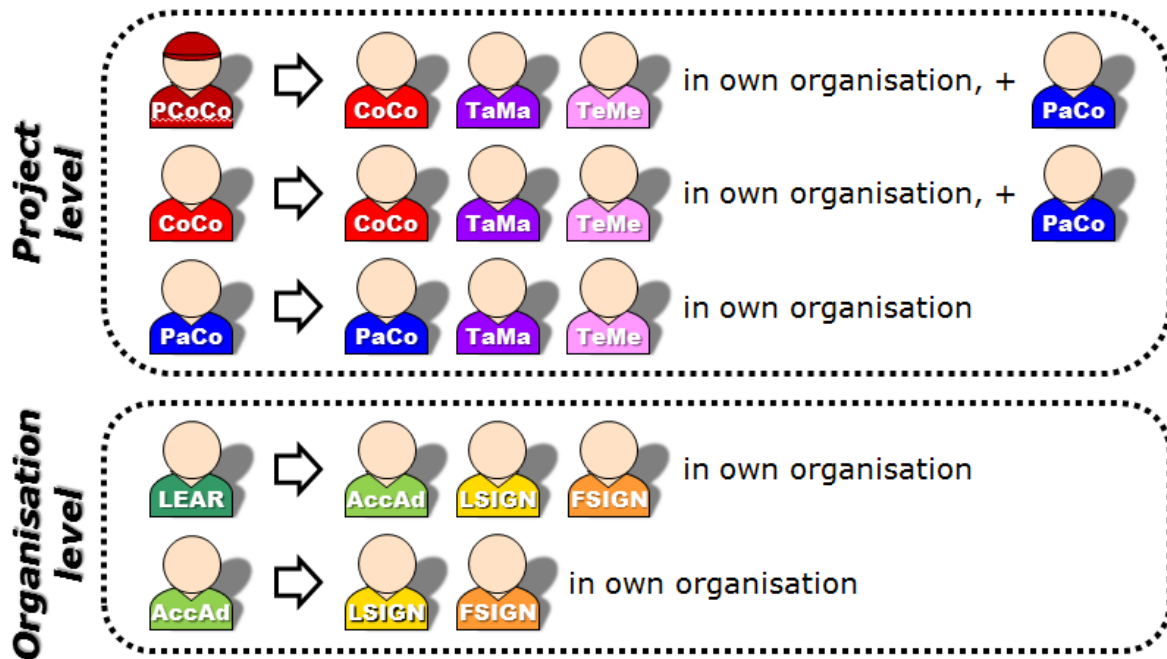 Project
level
PCoCo CoCo TaMa TeMe in own organisation, + PaCo
CoCo CoCo TaMa TeMe in own organisation, + PaCo
PaCo PaCo TaMa TeMe in own organisation
Organisation
level
LEAR AccAd LSIGN FSIGN in own organisation
AccAd LSIGN FSIGN in own organisation